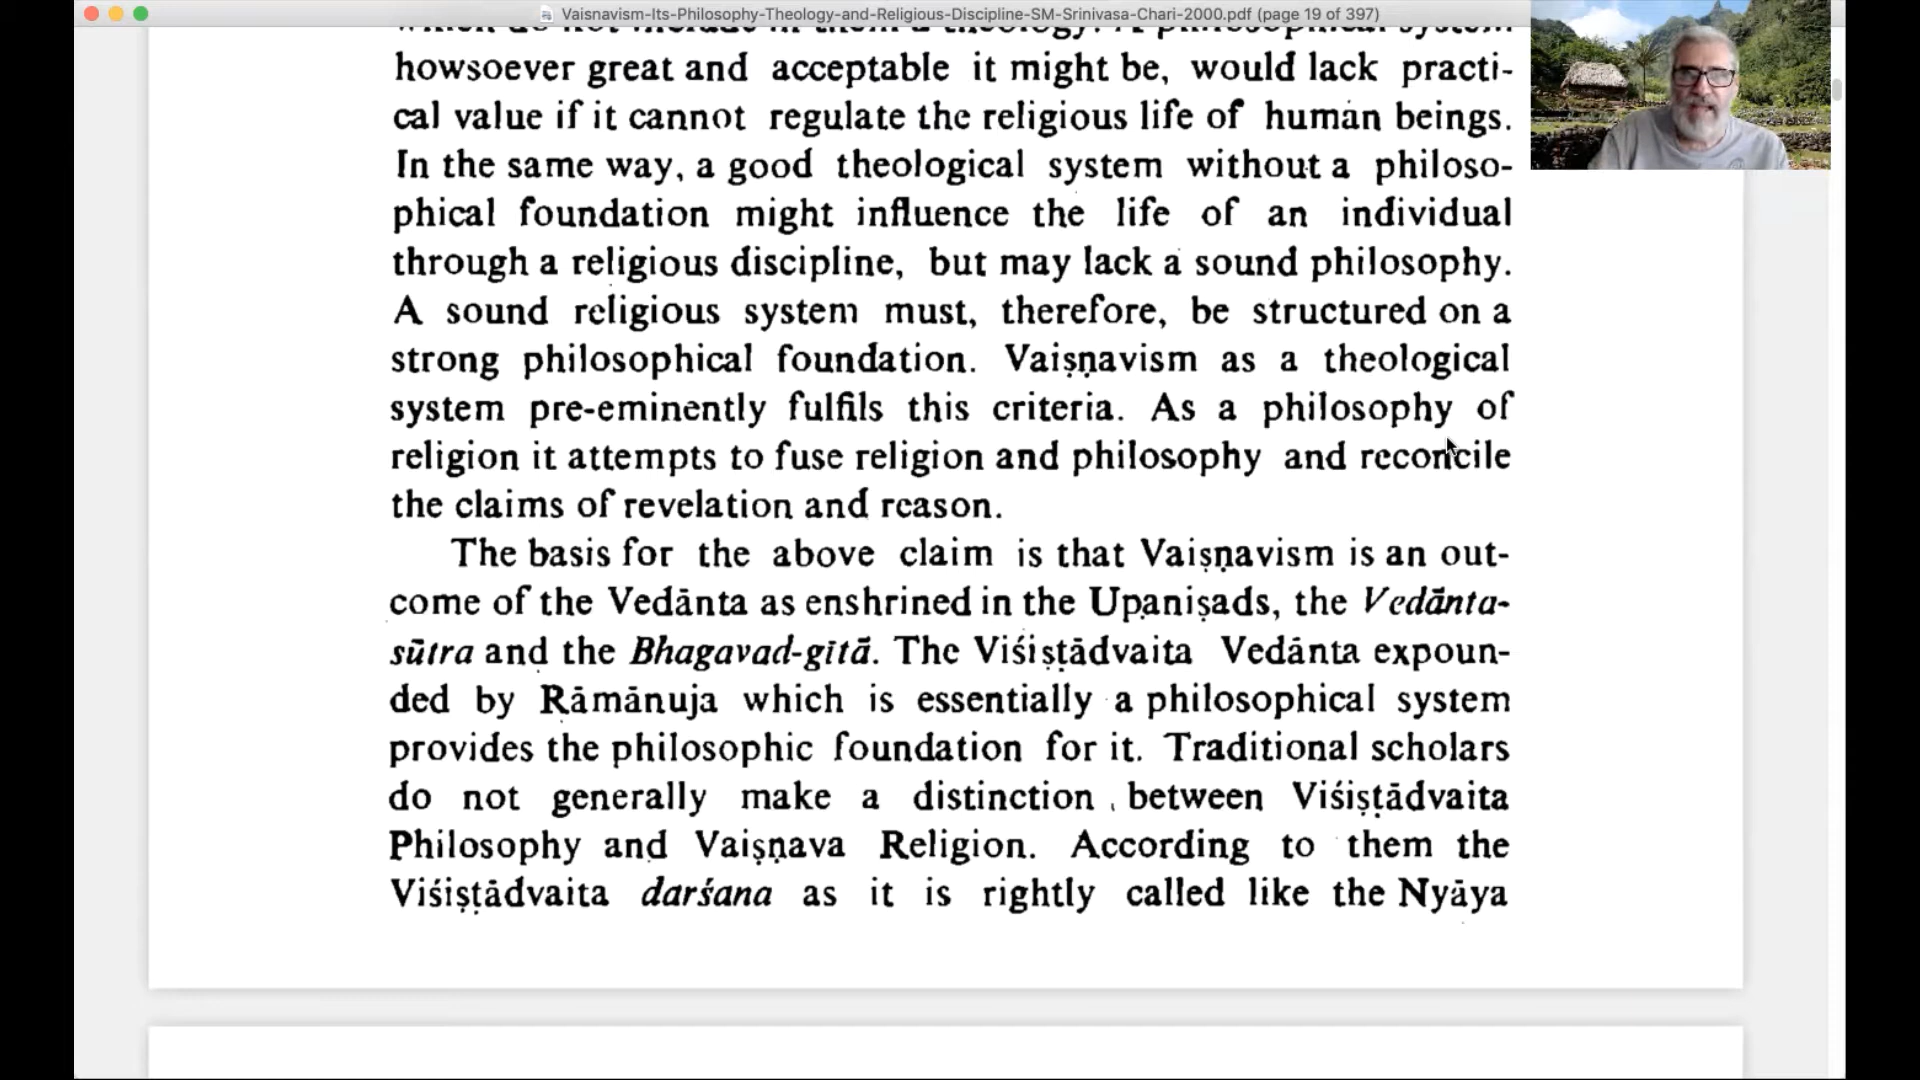 Vaisnavism-Its-Philosophy-Theology-and-Religious-Discipline-SM-Srinivasa-Chari-2000.pdf (page 19 of 397)
which do not include in them a theology. A philosophical system
howsoever great and acceptable it might be, would lack practi-
cal value if it cannot regulate the religious life of human beings.
In the same way, a good theological system without a philoso-
phical foundation might influence the life of an individual
through a religious discipline, but may lack a sound philosophy.
A sound religious system must, therefore, be structured on a
strong philosophical foundation. Vaiṣṇavism as a theological
system pre-eminently fulfils this criteria. As a philosophy of
religion it attempts to fuse religion and philosophy and reconcile
the claims of revelation and reason.
The basis for the above claim is that Vaiṣṇavism is an out-
come of the Vedānta as enshrined in the Upaniṣads, the Vedānta-
sūtra and the Bhagavad-gītā. The Viśiṣṭādvaita Vedānta expoun-
ded by Rāmānuja which is essentially a philosophical system
provides the philosophic foundation for it. Traditional scholars
do not generally make a distinction between Viśiṣṭādvaita
Philosophy and Vaiṣṇava Religion. According to them the
Viśiṣṭādvaita darśana as it is rightly called like the Nyāya